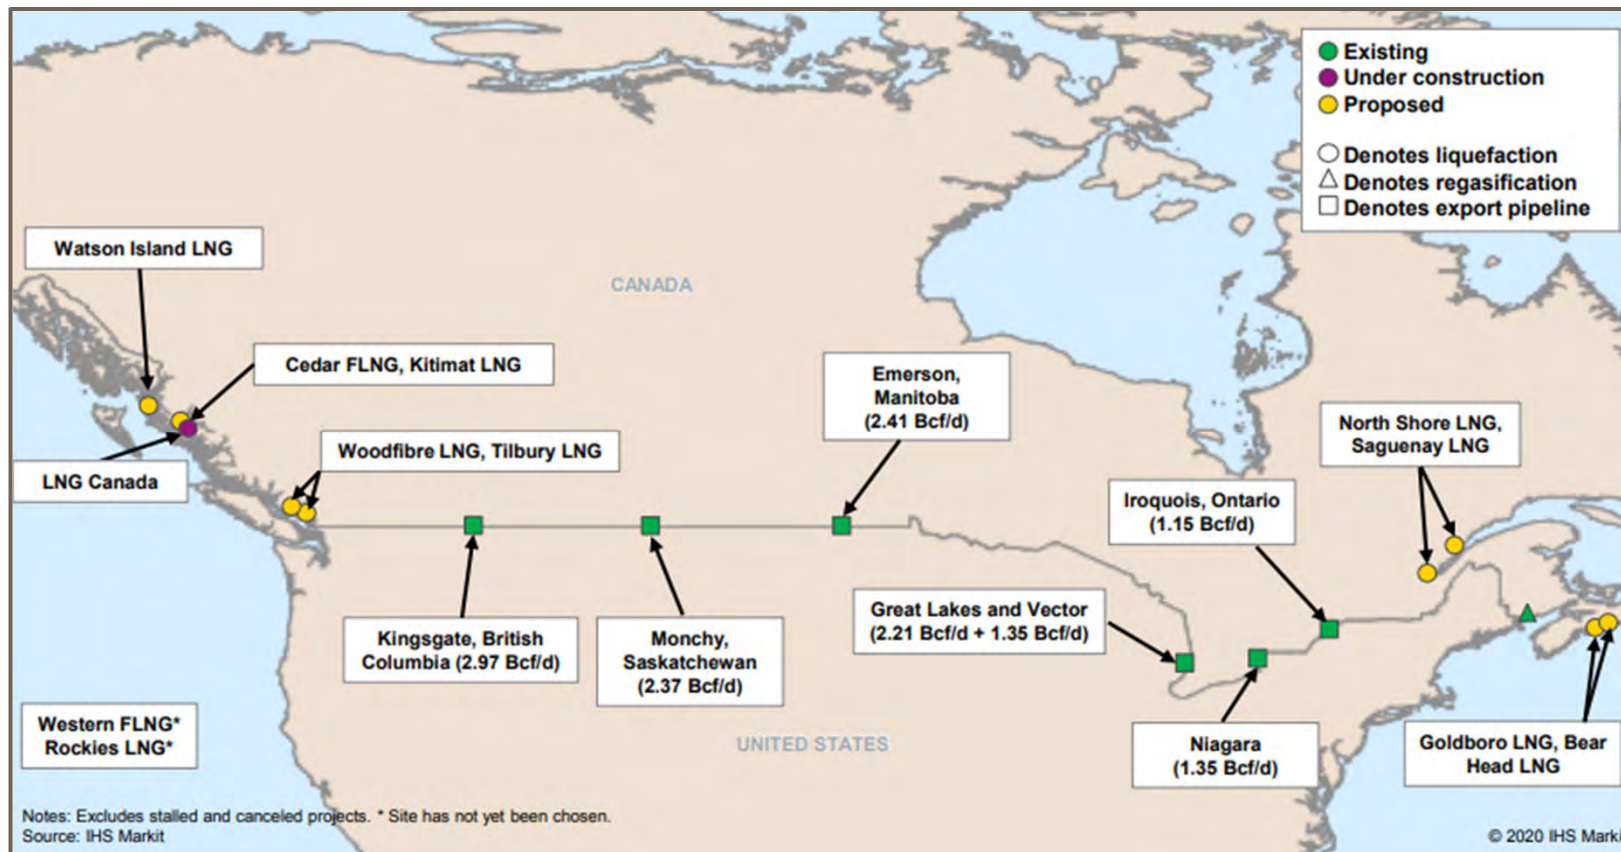 Existing
Under construction
Proposed
Denotes liquefaction
Denotes regasification
Denotes export pipeline
Watson Island LNG
CANADA
Cedar FLNG, Kitimat LNG
Emerson,
Manitoba
(2.41 Bcf/d)
North Shore LNG,
Saguenay LNG
Woodfibre LNG, Tilbury LNG
LNG Canada
Iroquois, Ontario
(1.15 Bcf/d)
Great Lakes and Vector
(2.21 Bcf/d + 1.35 Bcf/d)
Kingsgate, British
Columbia (2.97 Bcf/d)
Monchy,
Saskatchewan
(2.37 Bcf/d)
Western FLNG*
Rockies LNG*
UNITED STATES
Niagara
(1.35 Bcf/d)
Goldboro LNG, Bear
Head LNG
Notes: Excludes stalled and canceled projects. * Site has not yet been chosen.
Source: IHS Markit
© 2020 IHS Marki